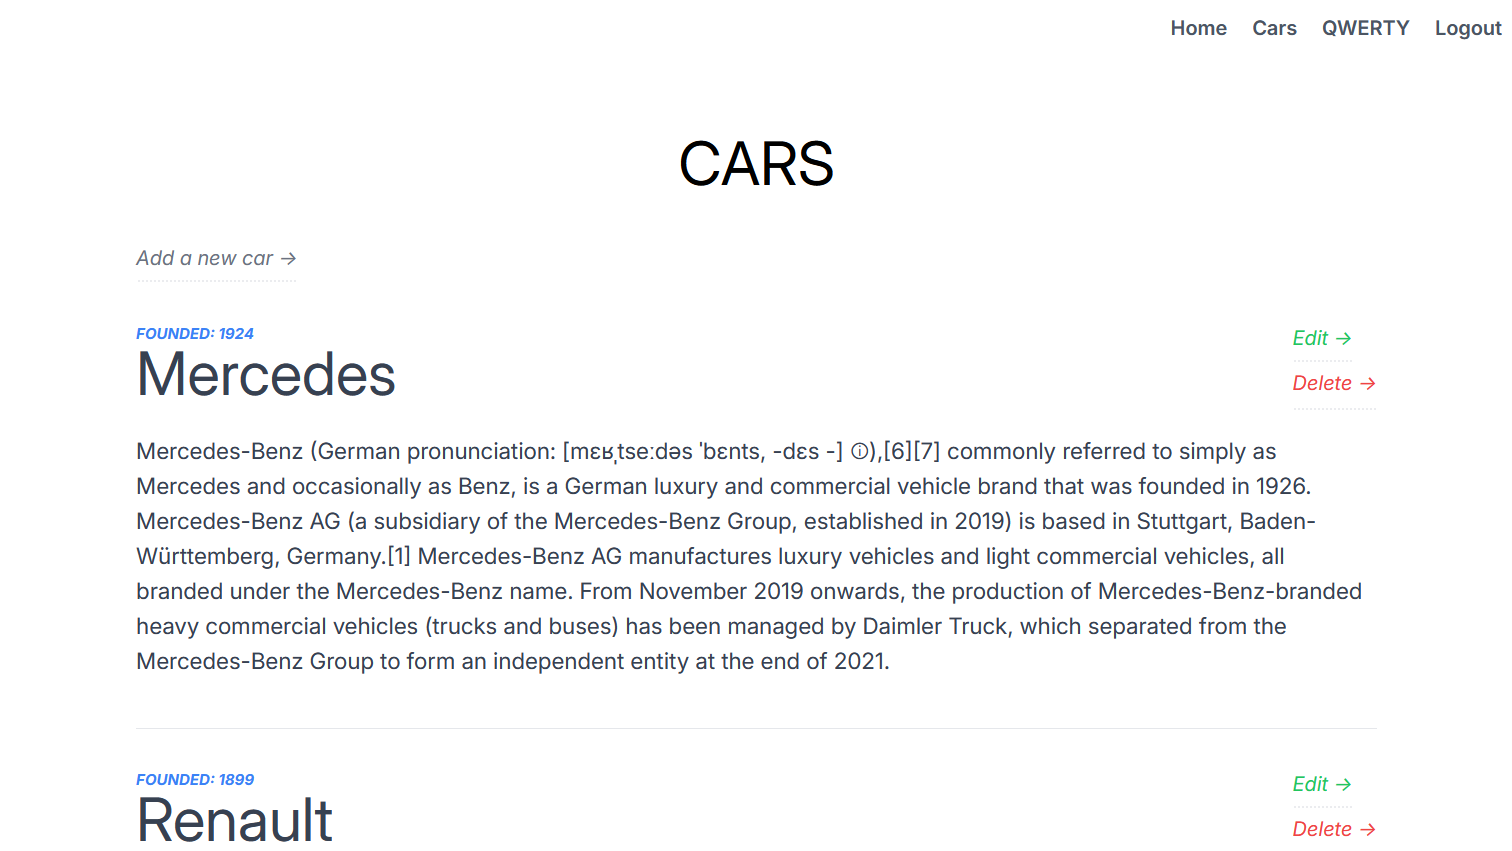 Home Cars QWERTY Logout
CARS
Add a new car →
FOUNDED: 1924
Mercedes
Edit →
Delete →
Mercedes-Benz (German pronunciation: [mɛʁˌtseːdəs ˈbɛnts, -dɛs -] ⓘ),[6][7] commonly referred to simply as
Mercedes and occasionally as Benz, is a German luxury and commercial vehicle brand that was founded in 1926.
Mercedes-Benz AG (a subsidiary of the Mercedes-Benz Group, established in 2019) is based in Stuttgart, Baden-
Württemberg, Germany.[1] Mercedes-Benz AG manufactures luxury vehicles and light commercial vehicles, all
branded under the Mercedes-Benz name. From November 2019 onwards, the production of Mercedes-Benz-branded
heavy commercial vehicles (trucks and buses) has been managed by Daimler Truck, which separated from the
Mercedes-Benz Group to form an independent entity at the end of 2021.
FOUNDED: 1899
Renault
Edit →
Delete →